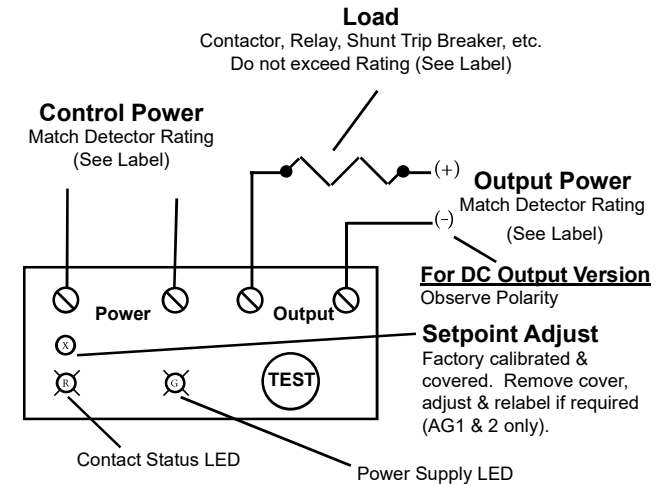 Load
Contactor, Relay, Shunt Trip Breaker, etc.
Do not exceed Rating (See Label)
Control Power
Match Detector Rating
(See Label)
(+)
Output Power
Match Detector Rating
(See Label)
(-)
For DC Output Version
Observe Polarity
Power
Output
X
R
G
TEST
Setpoint Adjust
Factory calibrated &
covered. Remove cover,
adjust & relabel if required
(AG1 & 2 only).
Contact Status LED
Power Supply LED